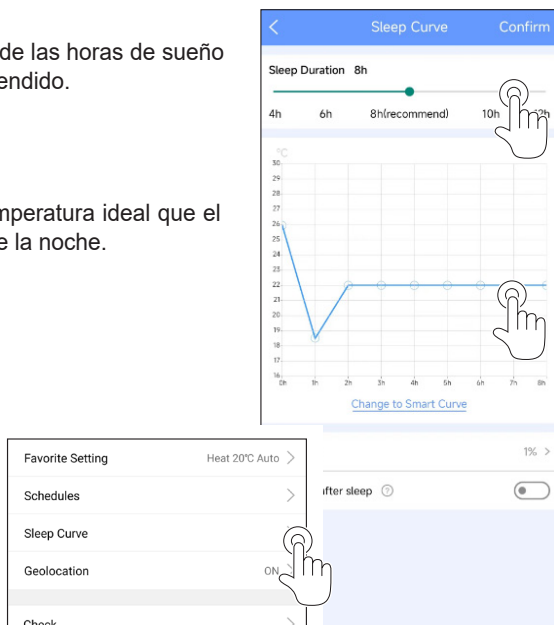 Sleep Curve Confirm
de las horas de sueño
endido.
Sleep Duration 8h
4h 6h 8h(recommend) 10h
mperatura ideal que el
e la noche.
°C
30
29
28
27
26
25
24
23
22
21
20
19
18
17
16
0h 1h 2h 3h 4h 5h 6h 7h 8h
Change to Smart Curve
1% >
after sleep ?
Favorite Setting Heat 20°C Auto >
Schedules >
Sleep Curve
Geolocation ON
Check >